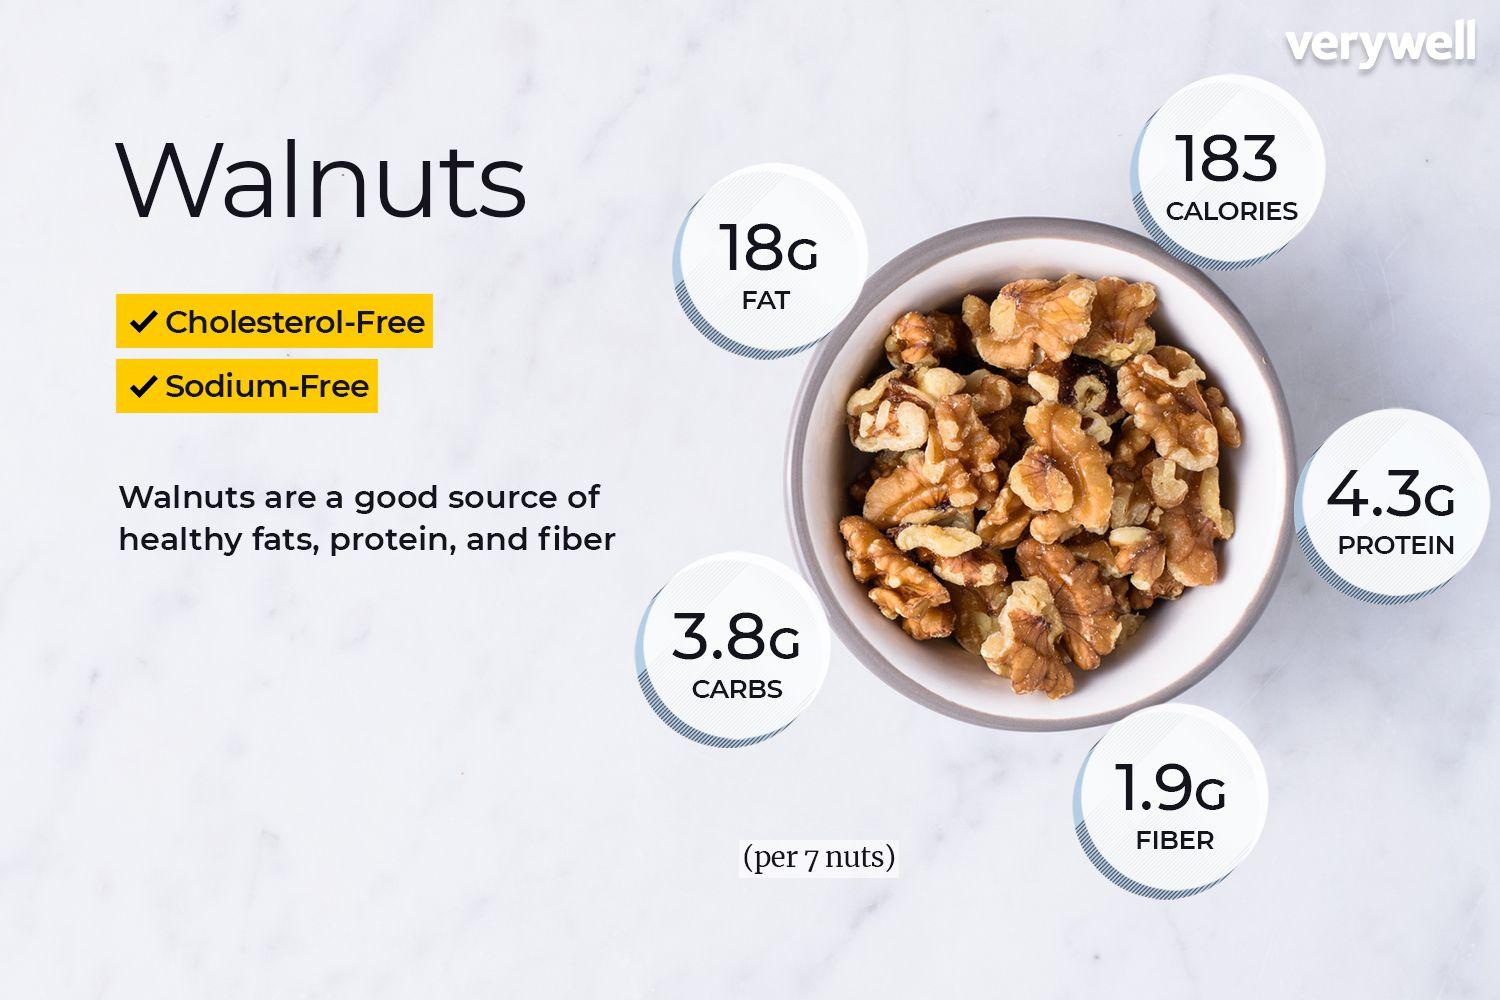 verywell
Walnuts
Cholesterol-Free
Sodium-Free
Walnuts are a good source of
healthy fats, protein, and fiber
183
CALORIES
18G
FAT
4.3G
PROTEIN
3.8G
CARBS
1.9G
FIBER
(per 7 nuts)